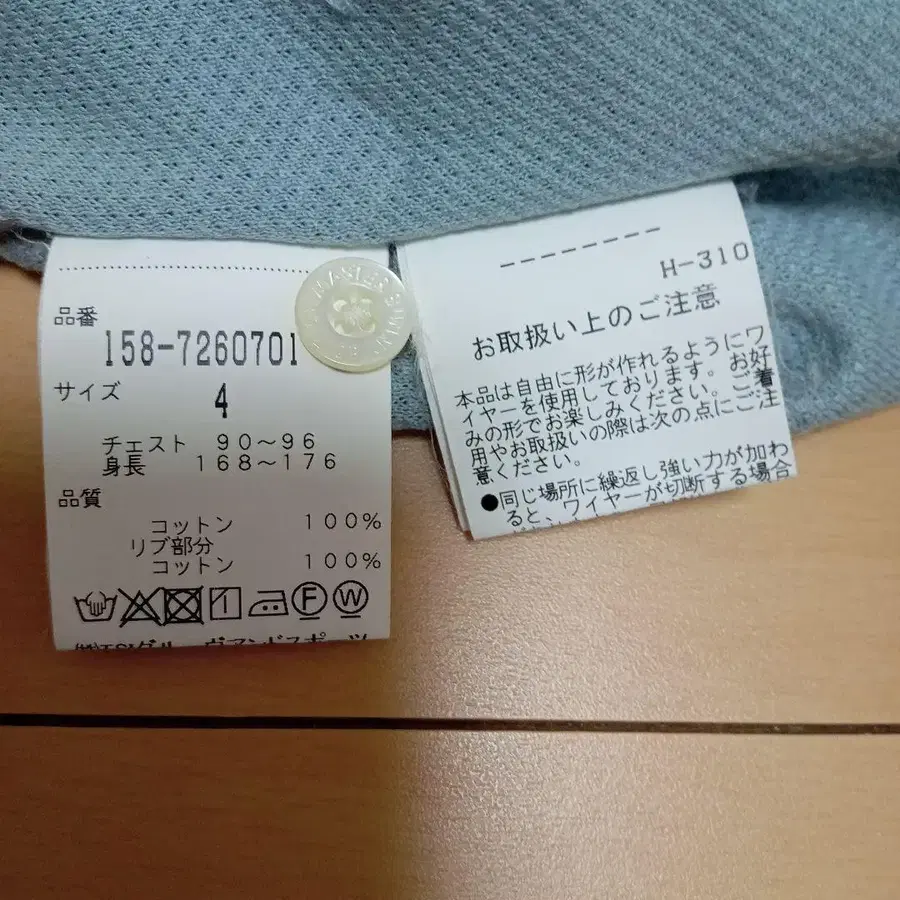 品番
158-7260701
サイズ
4
チェスト 90～96
身長 168～176
品質
コットン 100%
リブ部分
コットン 100%
F W
H-310
お取扱い上のご注意
本品は自由に形が作れるようにワ
イヤーを使用しております。お好
みの形でお楽しみください。ご着
用やお取扱いの際は次の点にご注
意ください。
●同じ場所に繰返し強い力が加わ
ると、ワイヤーが切断する場合